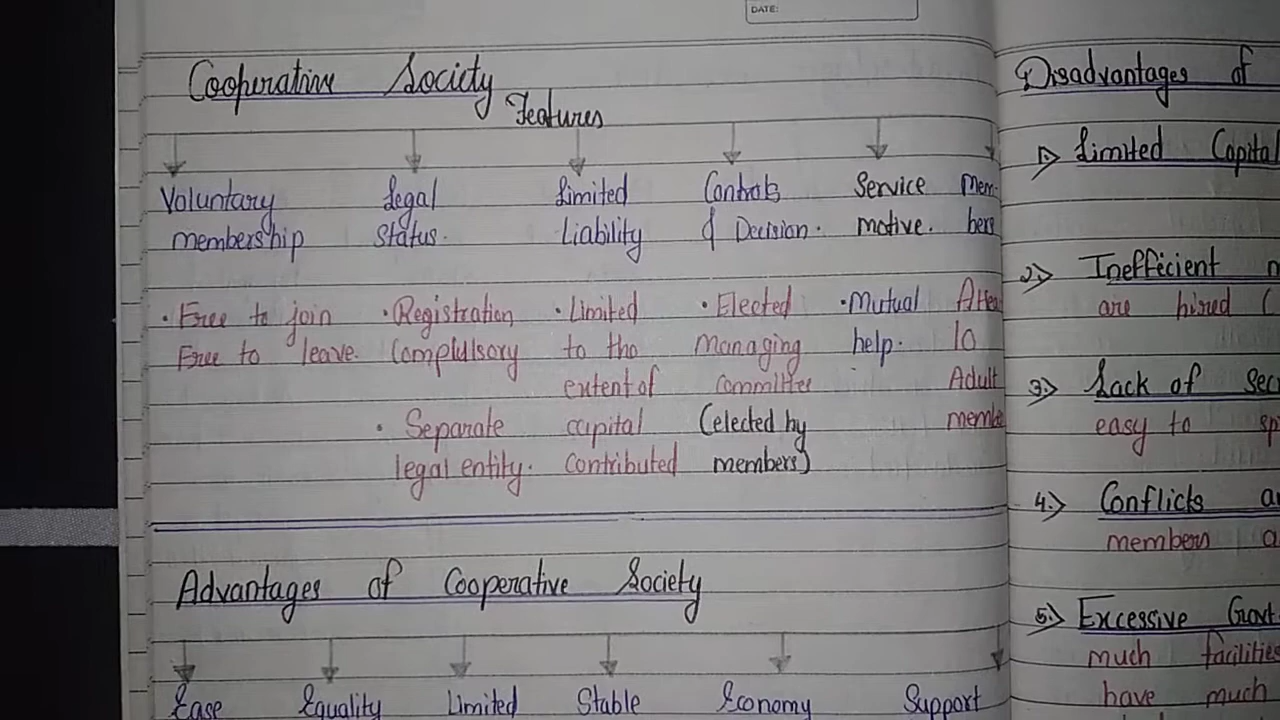 DATE:
Cooperative Society
Features
Voluntary Legal Limited Controls Service Mem-
membership Status. Liability & Decision. motive. bers
• Free to join • Registration • Limited • Elected • Mutual
Free to leave. Complulsory to the managing help. 10
extent of committee Adult
• Separate capital (elected by
legal entity. contributed members)
Advantages of Cooperative Society
Ease Equality Limited Stable Economy Support
Disadvantages of
1) Limited Capital
2) Inefficient
are hired
3) Lack of
easy to
4) Conflicts
members
5) Excessive Govt.
much facilities
have much